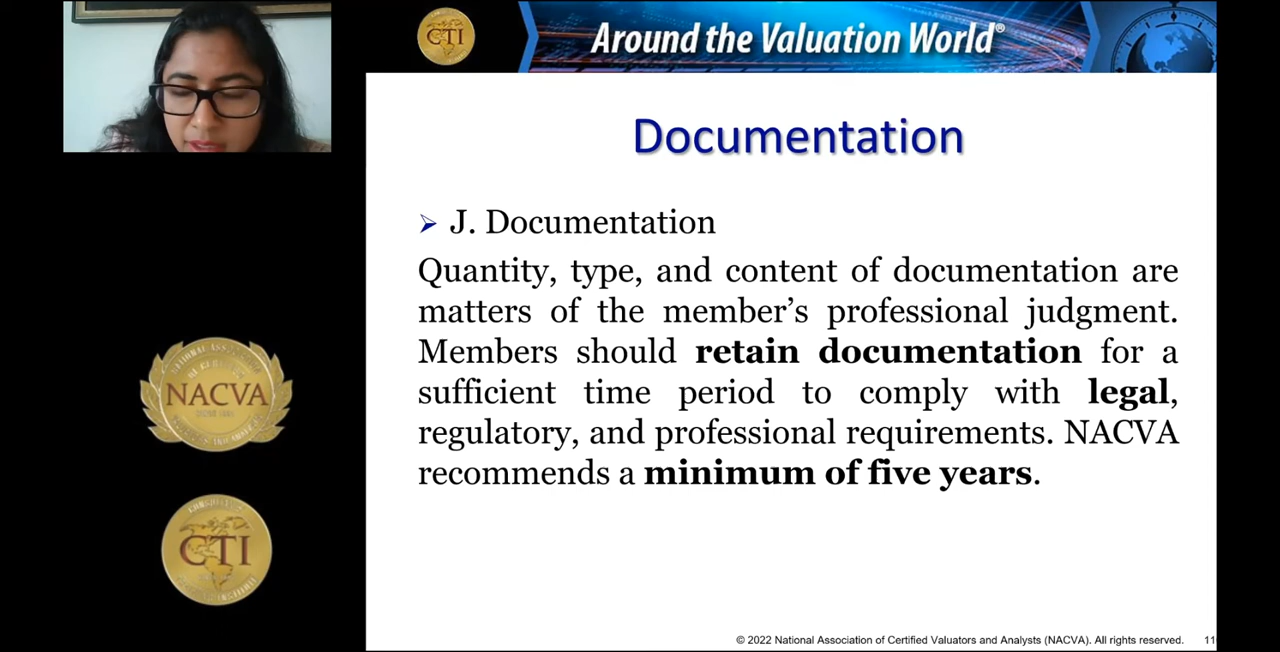 CTI
Around the Valuation World®
Documentation
J. Documentation
Quantity, type, and content of documentation are
matters of the member’s professional judgment.
Members should retain documentation for a
sufficient time period to comply with legal,
regulatory, and professional requirements. NACVA
recommends a minimum of five years.
NACVA
CTI
© 2022 National Association of Certified Valuators and Analysts (NACVA). All rights reserved.